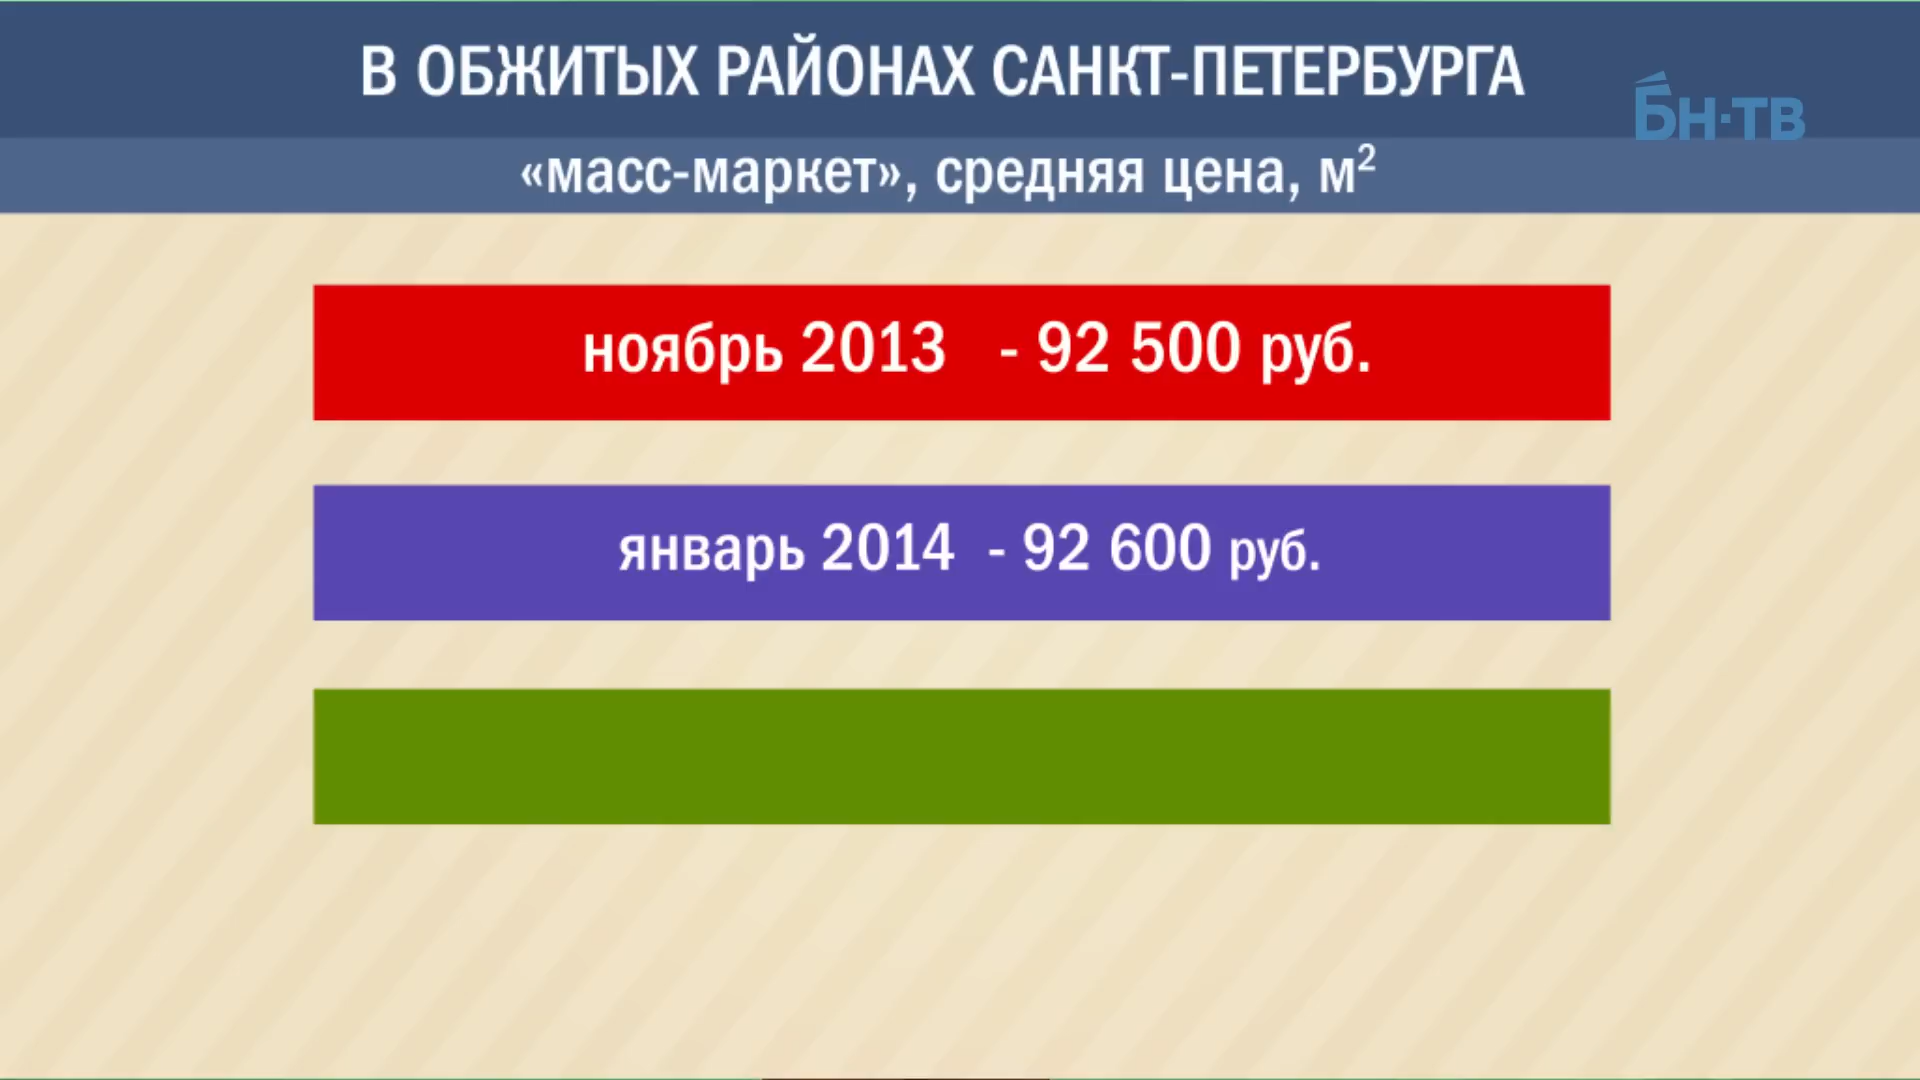 В ОБЖИТЫХ РАЙОНАХ САНКТ-ПЕТЕРБУРГА
БН·ТВ
«масс-маркет», средняя цена, м²
ноябрь 2013 - 92 500 руб.
январь 2014 - 92 600 руб.